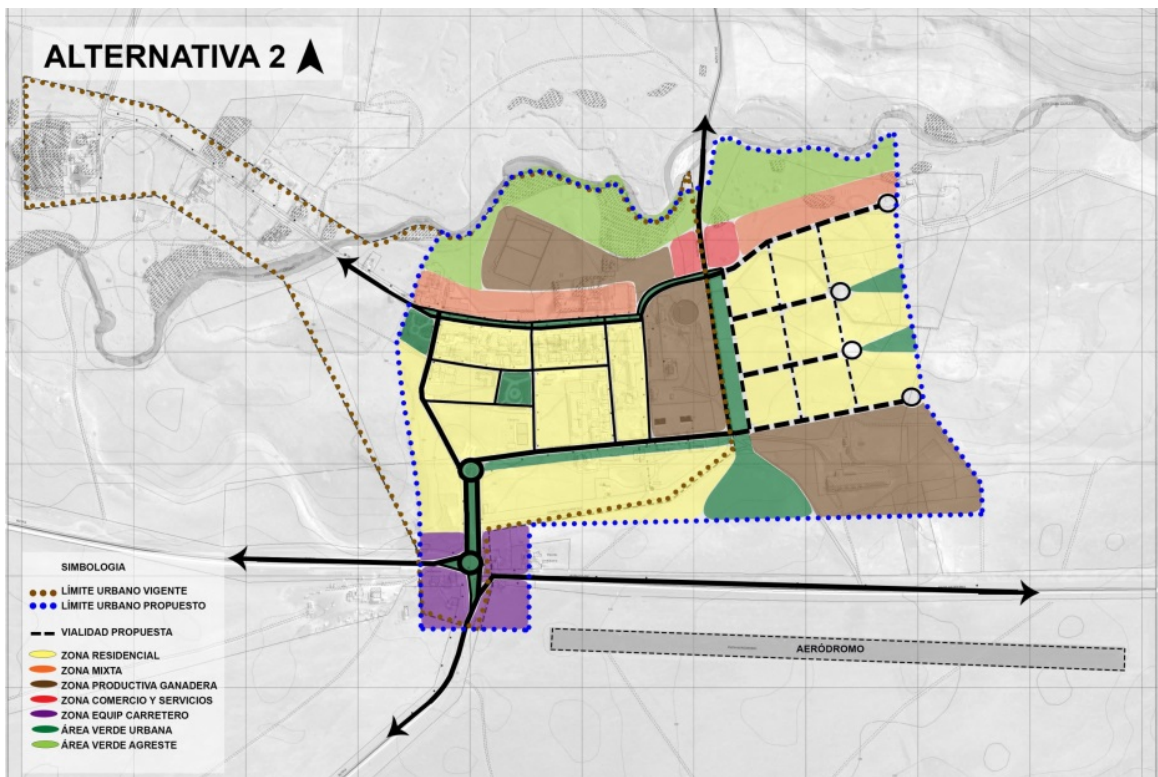 ALTERNATIVA 2
SIMBOLOGIA
LÍMITE URBANO VIGENTE
LÍMITE URBANO PROPUESTO
VIALIDAD PROPUESTA
ZONA RESIDENCIAL
ZONA MIXTA
ZONA PRODUCTIVA GANADERA
ZONA COMERCIO Y SERVICIOS
ZONA EQUIP CARRETERO
ÁREA VERDE URBANA
ÁREA VERDE AGRESTE
AERÓDROMO